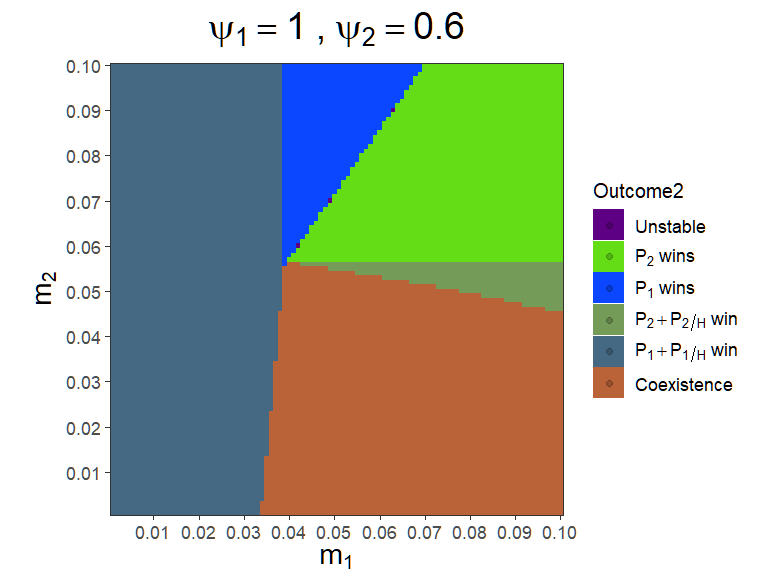 ψ₁ = 1 , ψ₂ = 0.6
0.10
0.09
0.08
0.07
0.06
0.05
0.04
0.03
0.02
0.01
m₂
0.01 0.02 0.03 0.04 0.05 0.06 0.07 0.08 0.09 0.10
m₁
Outcome2
Unstable
P₂ wins
P₁ wins
P₂ + P₂/H win
P₁ + P₁/H win
Coexistence